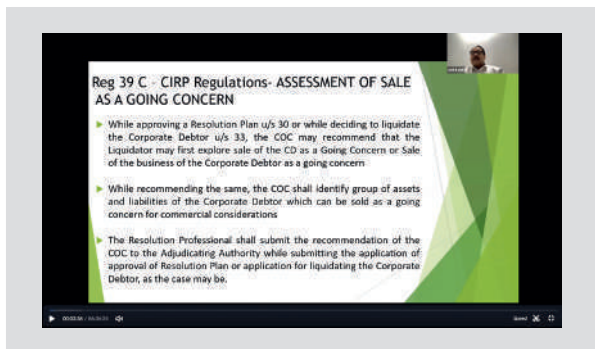 Reg 39 C - CIRP Regulations- ASSESSMENT OF SALE
AS A GOING CONCERN
While approving a Resolution Plan u/s 30 or while deciding to liquidate
the Corporate Debtor u/s 33, the COC may recommend that the
Liquidator may first explore sale of the CD as a Going Concern or Sale
of the business of the Corporate Debtor as a going concern
While recommending the same, the COC shall identify group of assets
and liabilities of the Corporate Debtor which can be sold as a going
concern for commercial considerations
The Resolution Professional shall submit the recommendation of the
COC to the Adjudicating Authority while submitting the application of
approval of Resolution Plan or application for liquidating the Corporate
Debtor, as the case may be.
Speed